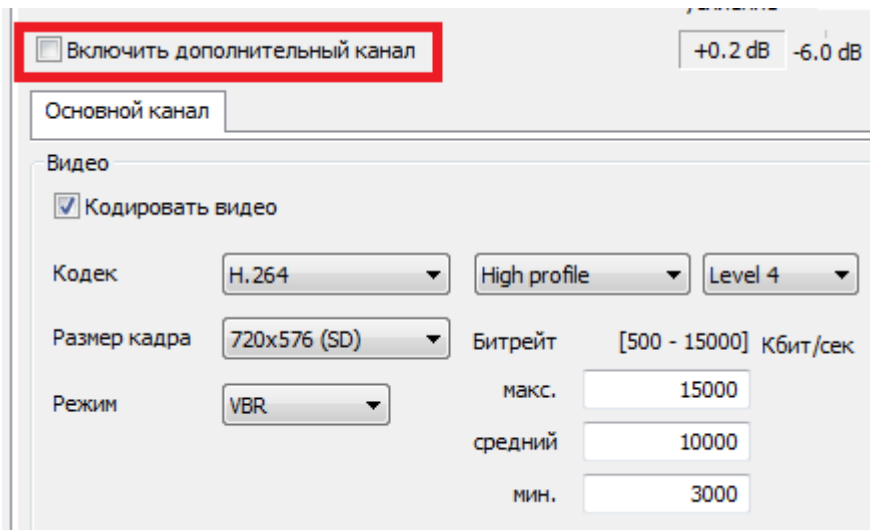 Включить дополнительный канал
+0.2 dB -6.0 dB
Основной канал
Видео
Кодировать видео
Кодек H.264 High profile Level 4
Размер кадра 720x576 (SD) Битрейт [500 - 15000] Кбит/сек
макс. 15000
Режим VBR
средний 10000
мин. 3000